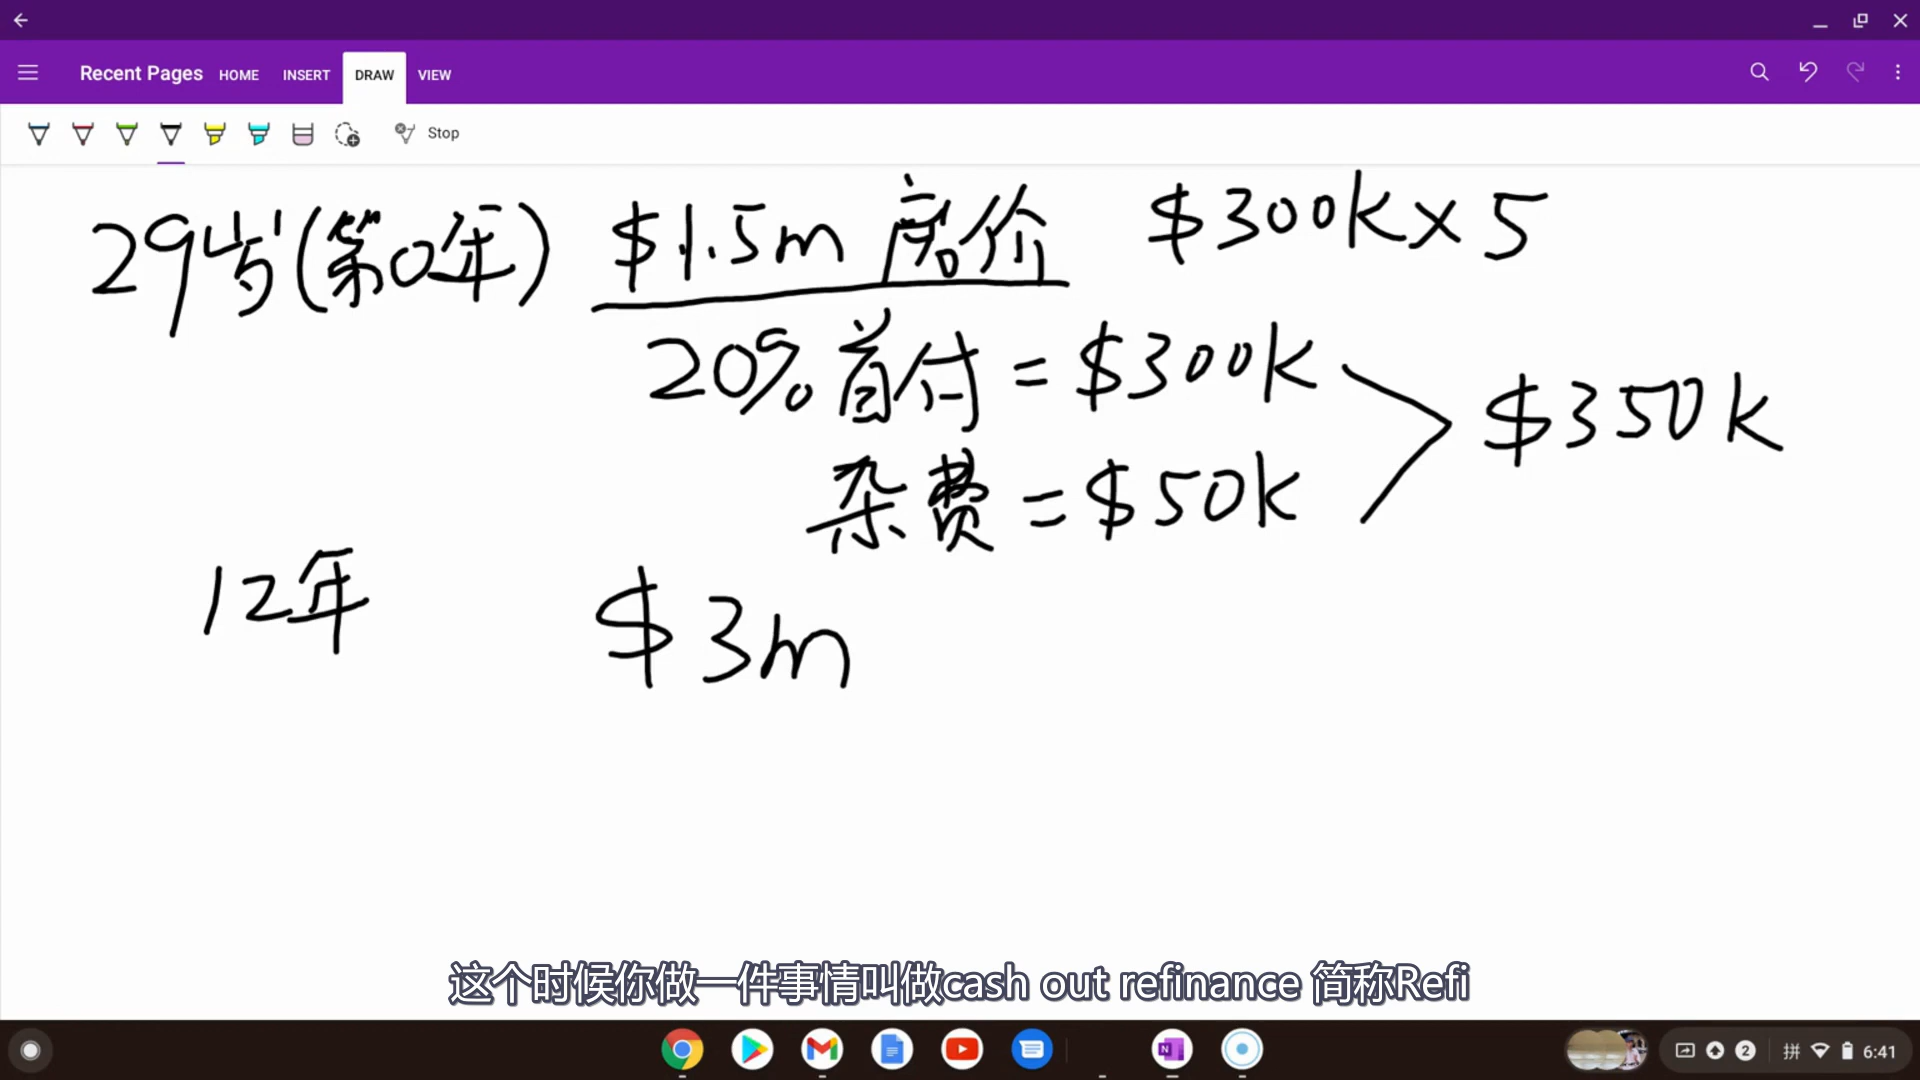 Recent Pages HOME INSERT DRAW VIEW
Stop
29岁(第0年) $1.5m 房价 $300K×5
20%首付=$300K
$350K
杂费=$50K
12年 $3m
这个时候你做一件事情叫做cash out refinance 简称Refi
2 拼 6:41